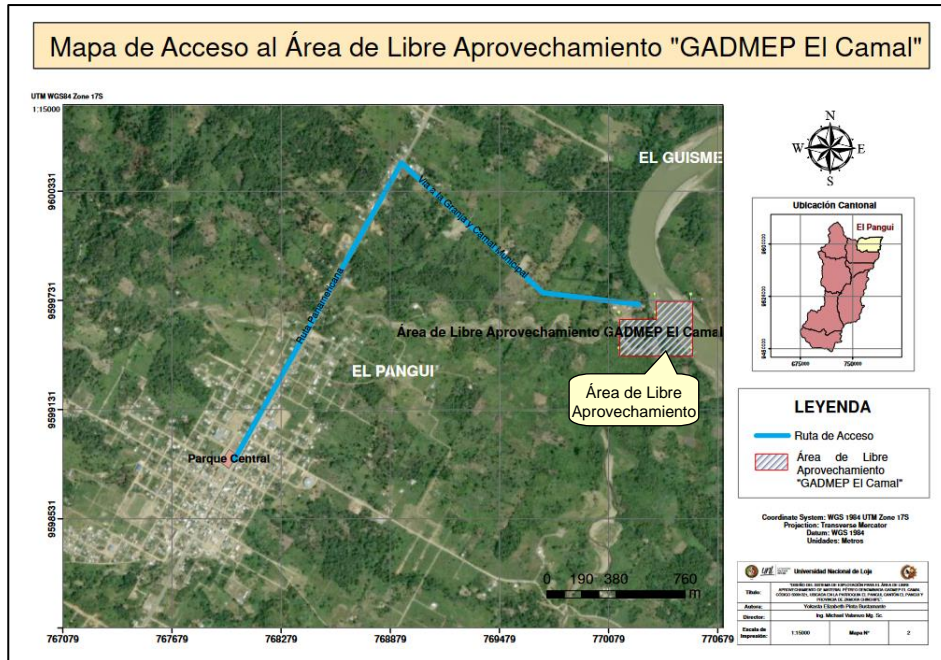 Mapa de Acceso al Área de Libre Aprovechamiento "GADMEP El Camal"
UTM WGS84 Zone 17S
1:15000
9600331
9599731
9599131
9598531
767079
767679
768279
768879
769479
770079
770679
EL GUISME
Vía a la Granja y Camal Municipal
Ruta Panamericana
Área de Libre Aprovechamiento GADMEP El Camal
EL PANGUI
Área de Libre
Aprovechamiento
Parque Central
0 190 380 760
m
N
W E
S
Ubicación Cantonal
El Pangui
675000
750000
LEYENDA
Ruta de Acceso
Área de Libre
Aprovechamiento
"GADMEP El Camal"
Coordinate System: WGS 1984 UTM Zone 17S
Projection: Transverse Mercator
Datum: WGS 1984
Unidades: Metros
Universidad Nacional de Loja
Título:
Autora: Yokasta Elizabeth Pinta Bustamante
Director: Ing. Michael Valarezo Mg. Sc.
Escala de
Impresión:
1:15000
Mapa N°
2